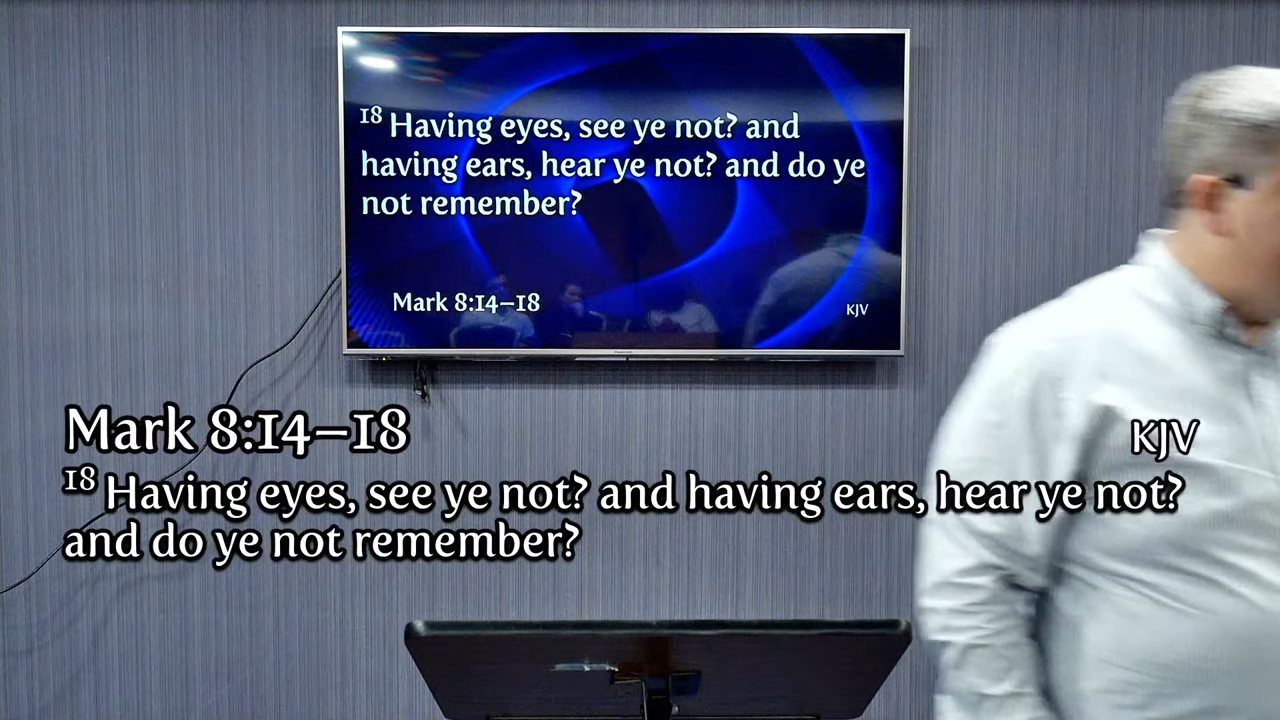 18 Having eyes, see ye not? and
having ears, hear ye not? and do ye
not remember?
Mark 8:14–18
KJV
Mark 8:14–18
KJV
18 Having eyes, see ye not? and having ears, hear ye not?
and do ye not remember?